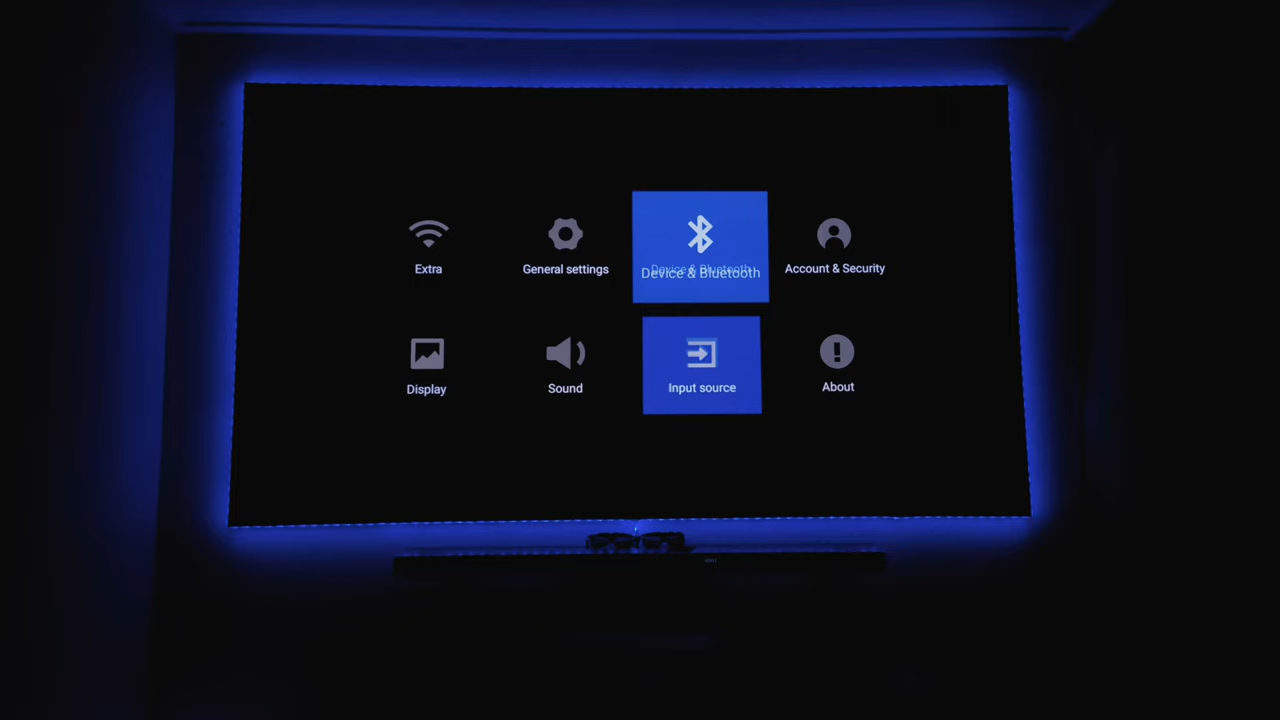 Extra
General settings
Device & Bluetooth
Account & Security
Display
Sound
Input source
About